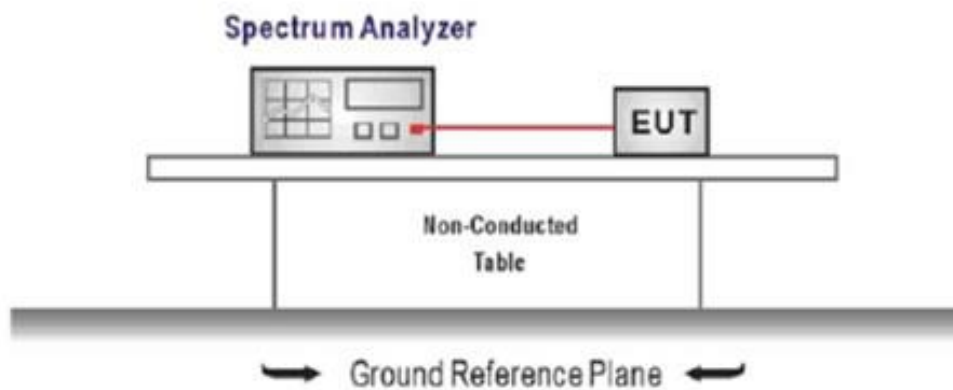 Spectrum Analyzer
EUT
Non-Conducted
Table
Ground Reference Plane